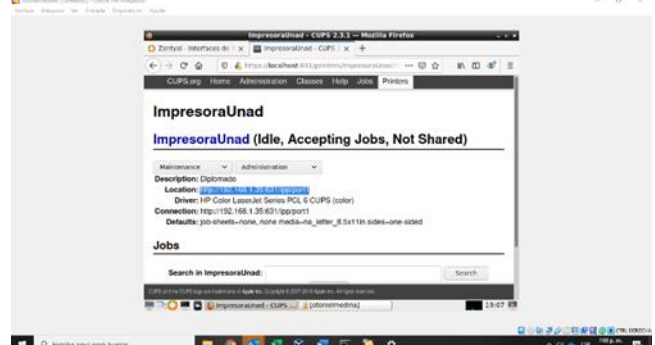 ImpresoraUnad - CUPS 2.3.1 — Mozilla Firefox
Zentyal - Interfaces de
ImpresoraUnad - CUPS
CUPS.org Home Administration Classes Help Jobs Printers
ImpresoraUnad
ImpresoraUnad (Idle, Accepting Jobs, Not Shared)
Maintenance Administration
Description: Diplomado
Location: http://192.168.1.35:631/ipp/port1
Driver: HP Color LaserJet Series PCL 6 CUPS (color)
Connection: http://192.168.1.35:631/ipp/port1
Defaults: job-sheets=none, none media=na_letter_8.5x11in sides=one-sided
Jobs
Search in ImpresoraUnad: Search
ImpresoraUnad - CUPS ... [otonielmedina] 19:07